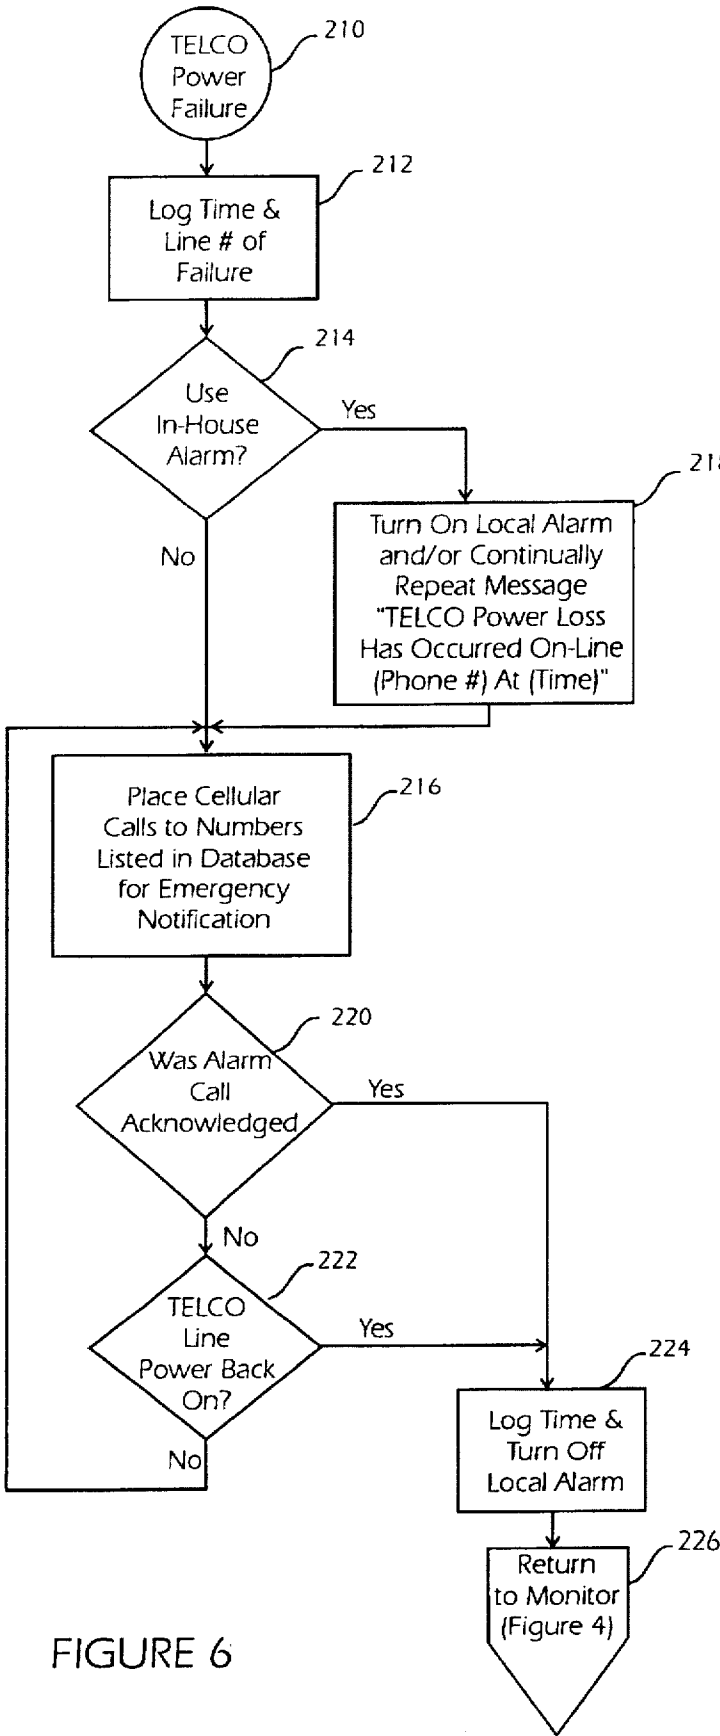 TELCO
Power
Failure
210
212
Log Time &
Line # of
Failure
214
Use
In-House
Alarm?
Yes
No
218
Turn On Local Alarm
and/or Continually
Repeat Message
"TELCO Power Loss
Has Occurred On-Line
(Phone #) At (Time)"
Place Cellular
Calls to Numbers
Listed in Database
for Emergency
Notification
216
220
Was Alarm
Call
Acknowledged
Yes
No
222
TELCO
Line
Power Back
On?
Yes
No
224
Log Time &
Turn Off
Local Alarm
226
Return
to Monitor
(Figure 4)
FIGURE 6